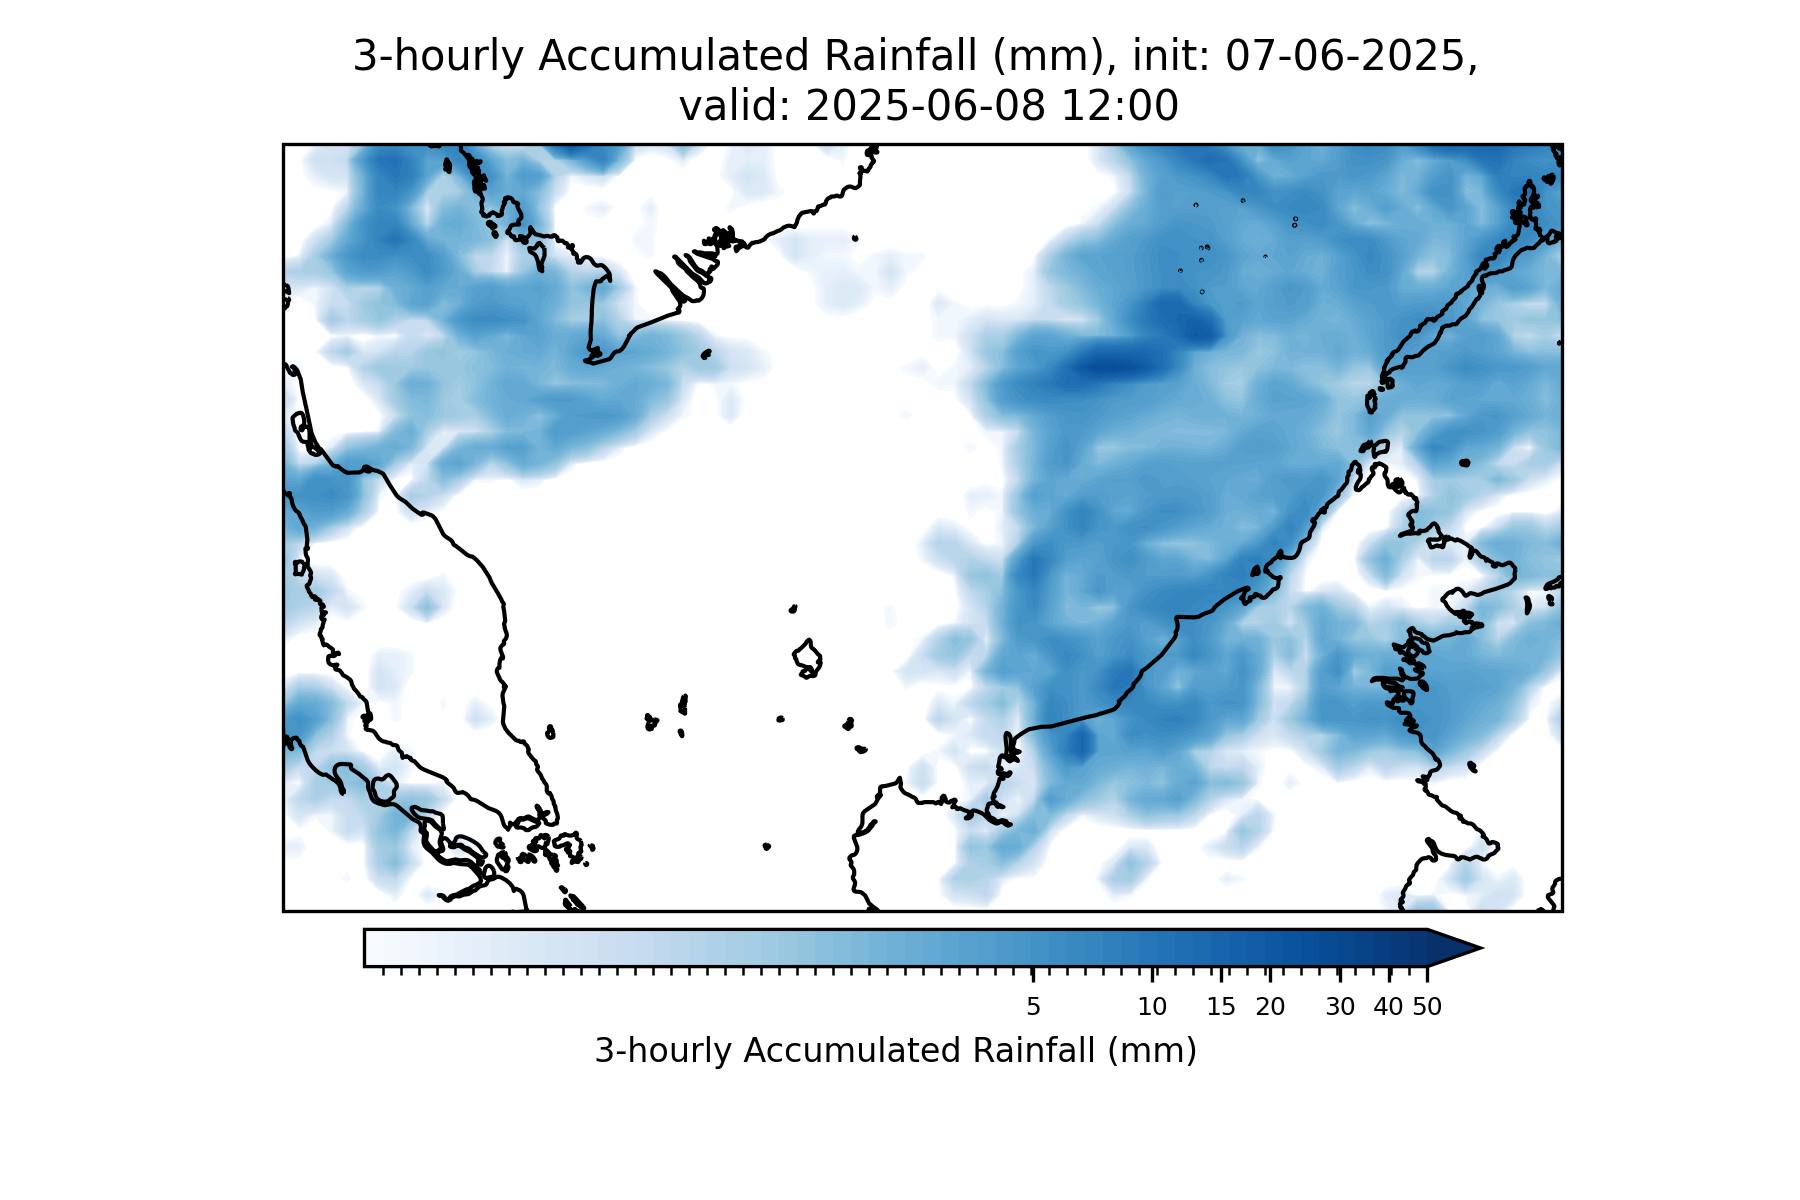 3-hourly Accumulated Rainfall (mm), init: 07-06-2025,
valid: 2025-06-08 12:00
5 10 15 20 30 40 50
3-hourly Accumulated Rainfall (mm)